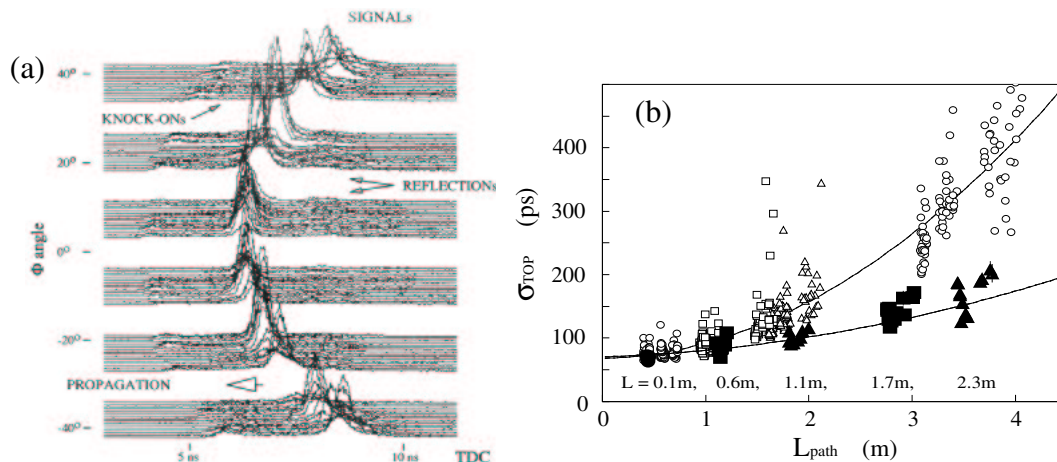 (a)
SIGNALs
40°
KNOCK-ONs
20°
REFLECTIONs
0°
Φ angle
-20°
PROPAGATION
-40°
5 ns
10 ns
TDC
(b)
400
300
200
100
0
σTOP (ps)
L = 0.1m, 0.6m, 1.1m, 1.7m, 2.3m
0
1
2
3
4
Lpath (m)